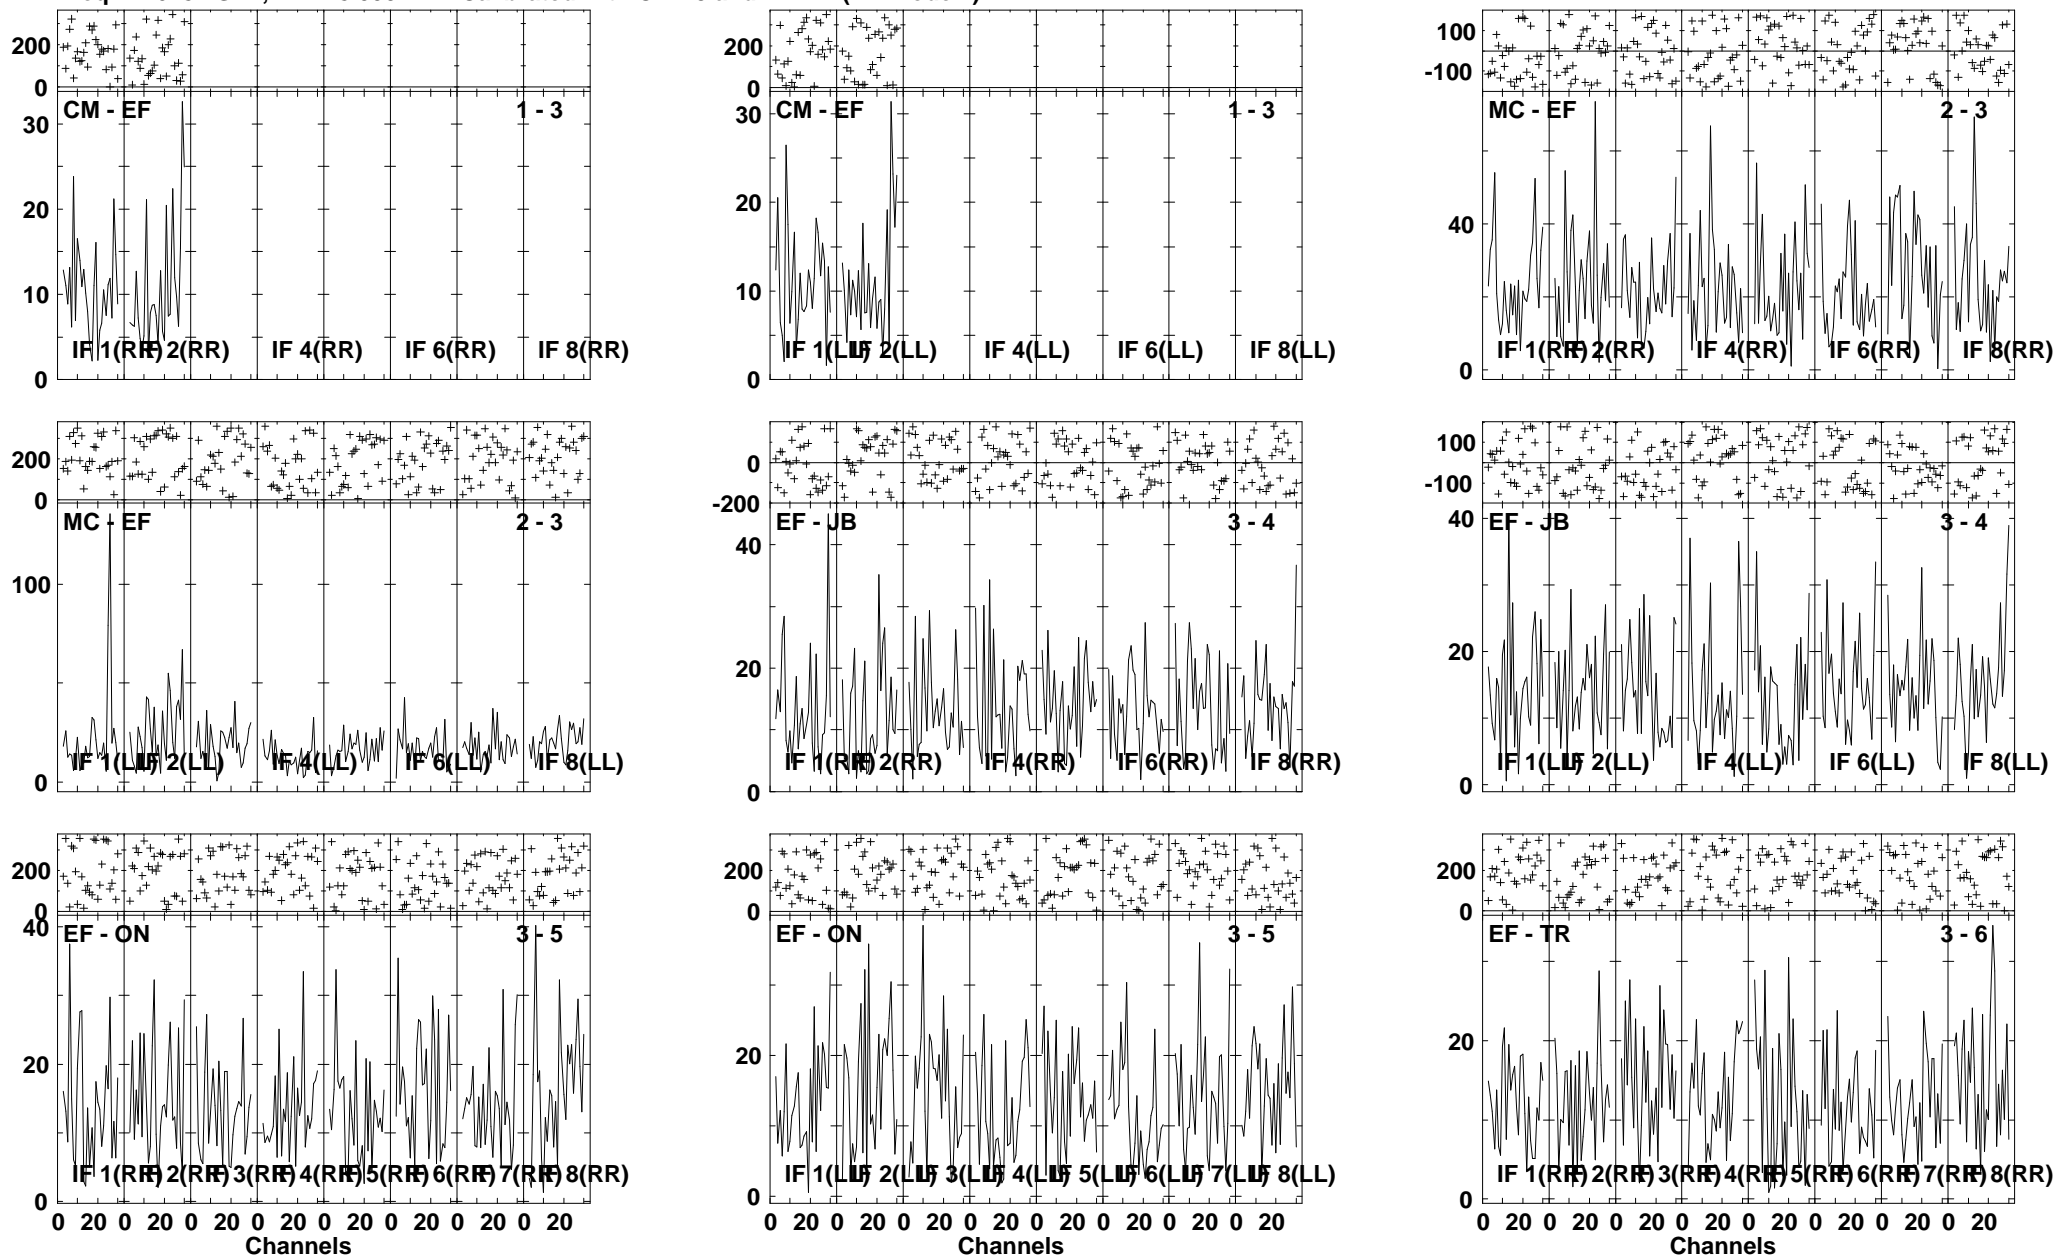 200
0
CM - EF 1 - 3
30
20
10
0
IF 1(RR) IF 2(RR) IF 4(RR) IF 6(RR) IF 8(RR)
200
0
CM - EF 1 - 3
30
20
10
0
IF 1(LL) IF 2(LL) IF 4(LL) IF 6(LL) IF 8(LL)
100
-100
MC - EF 2 - 3
40
0
IF 1(RR) IF 2(RR) IF 4(RR) IF 6(RR) IF 8(RR)
200
0
MC - EF 2 - 3
100
0
IF 1(LL) IF 2(LL) IF 4(LL) IF 6(LL) IF 8(LL)
0
-200
EF - JB 3 - 4
40
20
0
IF 1(RR) IF 2(RR) IF 4(RR) IF 6(RR) IF 8(RR)
100
-100
EF - JB 3 - 4
40
20
0
IF 1(LL) IF 2(LL) IF 4(LL) IF 6(LL) IF 8(LL)
200
0
EF - ON 3 - 5
40
20
0
IF 1(RR) IF 2(RR) IF 3(RR) IF 4(RR) IF 5(RR) IF 6(RR) IF 7(RR) IF 8(RR)
0 20 0 20 0 20 0 20 0 20 0 20 0 20 0 20
Channels
200
0
EF - ON 3 - 5
20
0
IF 1(LL) IF 2(LL) IF 3(LL) IF 4(LL) IF 5(LL) IF 6(LL) IF 7(LL) IF 8(LL)
0 20 0 20 0 20 0 20 0 20 0 20 0 20 0 20
Channels
200
0
EF - TR 3 - 6
20
0
IF 1(RR) IF 2(RR) IF 3(RR) IF 4(RR) IF 5(RR) IF 6(RR) IF 7(RR) IF 8(RR)
0 20 0 20 0 20 0 20 0 20 0 20 0 20 0 20
Channels